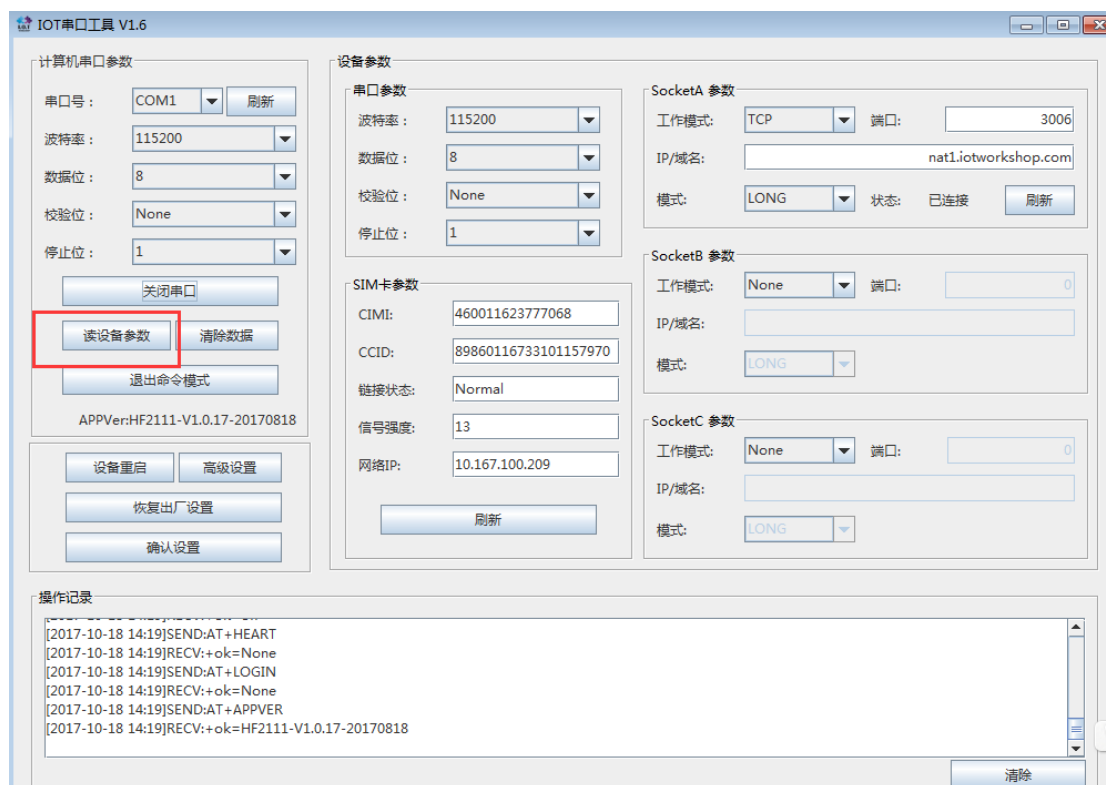 IOT串口工具 V1.6
计算机串口参数
串口号： COM1 刷新
波特率： 115200
数据位： 8
校验位： None
停止位： 1
关闭串口
读设备参数 清除数据
退出命令模式
APPVer:HF2111-V1.0.17-20170818
设备重启 高级设置
恢复出厂设置
确认设置
设备参数
串口参数
波特率： 115200
数据位： 8
校验位： None
停止位： 1
SIM卡参数
CIMI: 460011623777068
CCID: 89860116733101157970
链接状态: Normal
信号强度: 13
网络IP: 10.167.100.209
刷新
SocketA 参数
工作模式: TCP 端口: 3006
IP/域名: nat1.iotworkshop.com
模式: LONG 状态: 已连接 刷新
SocketB 参数
工作模式: None 端口: 0
IP/域名:
模式: LONG
SocketC 参数
工作模式: None 端口: 0
IP/域名:
模式: LONG
操作记录
[2017-10-18 14:19]SEND:AT+HEART
[2017-10-18 14:19]RECV:+ok=None
[2017-10-18 14:19]SEND:AT+LOGIN
[2017-10-18 14:19]RECV:+ok=None
[2017-10-18 14:19]SEND:AT+APPVER
[2017-10-18 14:19]RECV:+ok=HF2111-V1.0.17-20170818
清除